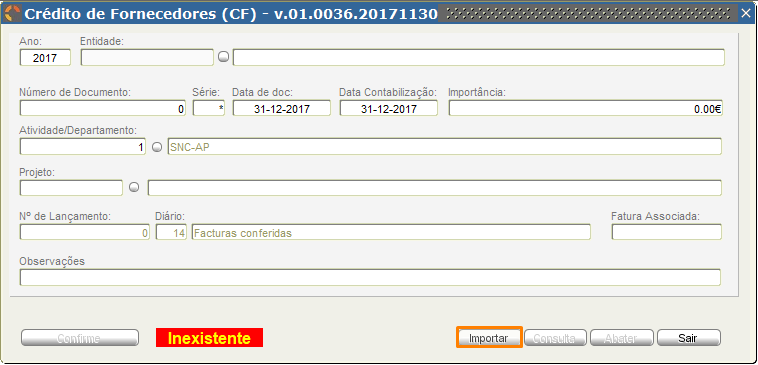 Crédito de Fornecedores (CF) - v.01.0036.20171130
Ano: Entidade:
2017
Número de Documento: Série: Data de doc: Data Contabilização: Importância:
0 * 31-12-2017 31-12-2017 0.00€
Atividade/Departamento:
1 SNC-AP
Projeto:
Nº de Lançamento: Diário: Fatura Associada:
0 14 Facturas conferidas
Observações
Confirme Inexistente Importar Consulta Abater Sair